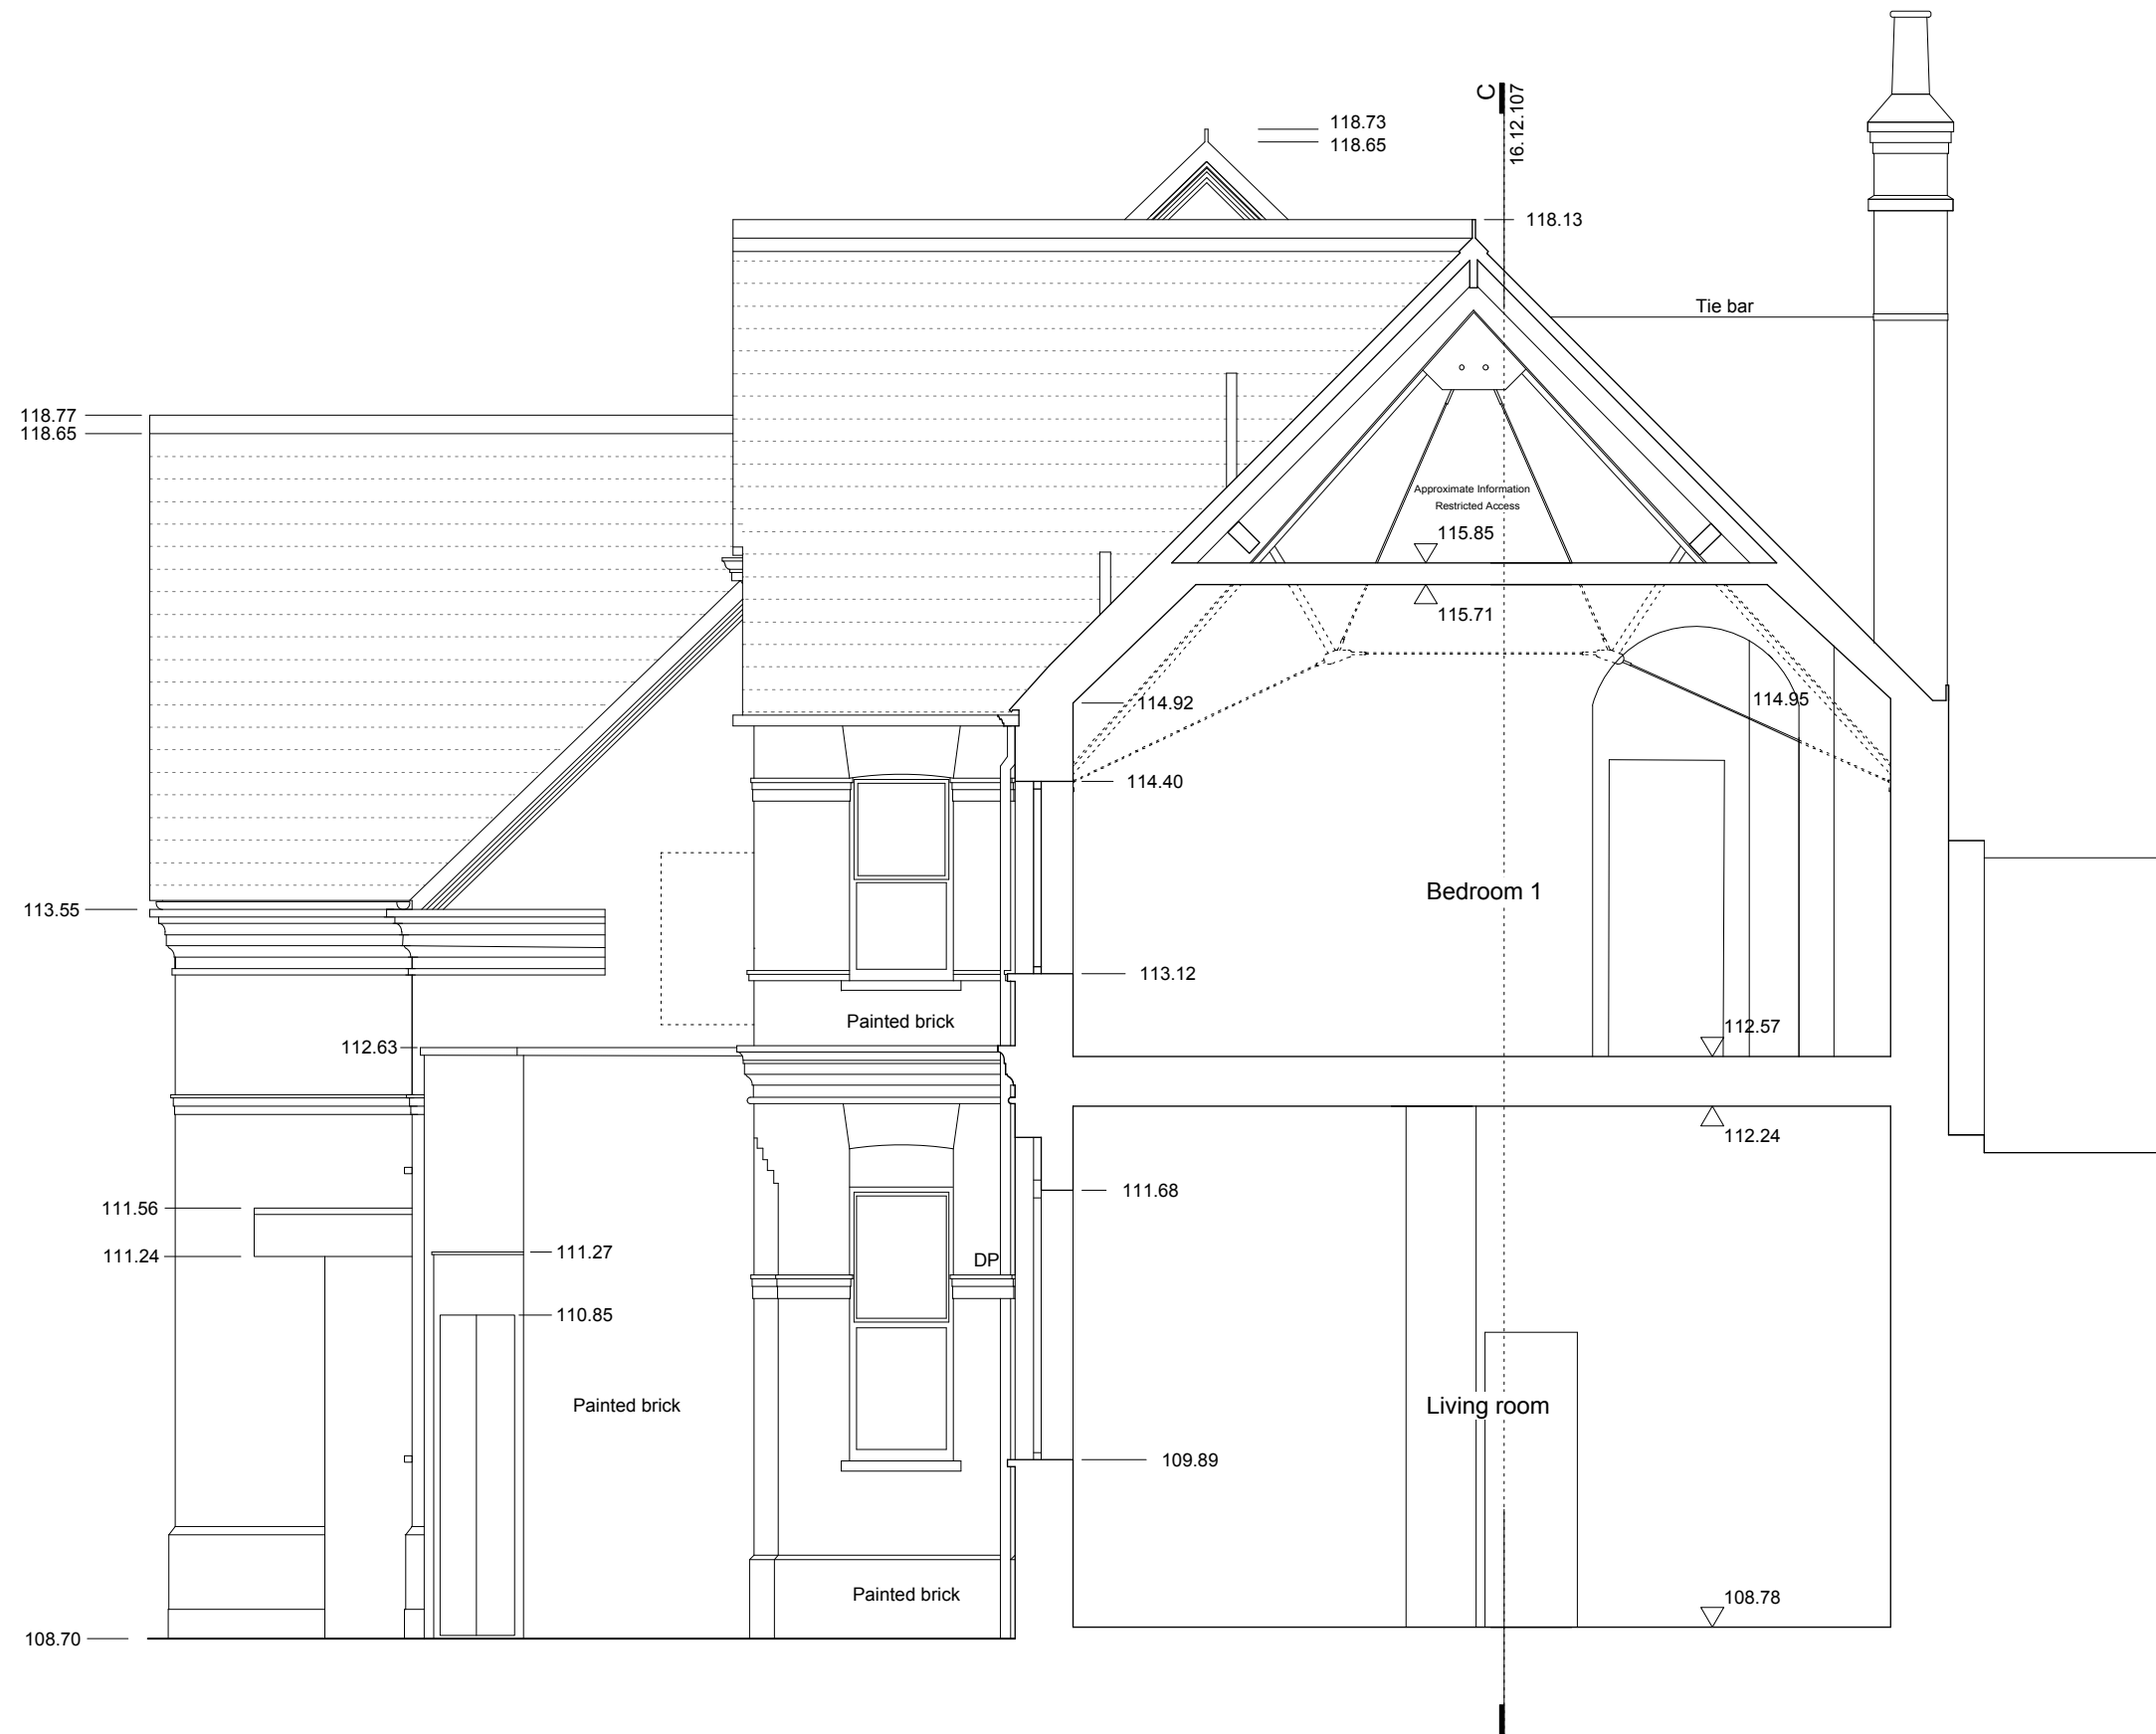 C
16.12.107
118.73
118.65
118.13
Tie bar
118.77
118.65
Approximate Information
Restricted Access
115.85
115.71
114.92
114.95
114.40
Bedroom 1
113.55
113.12
Painted brick
112.63
112.57
112.24
111.68
111.56
111.24
111.27
DP
110.85
Painted brick
Living room
109.89
Painted brick
108.78
108.70